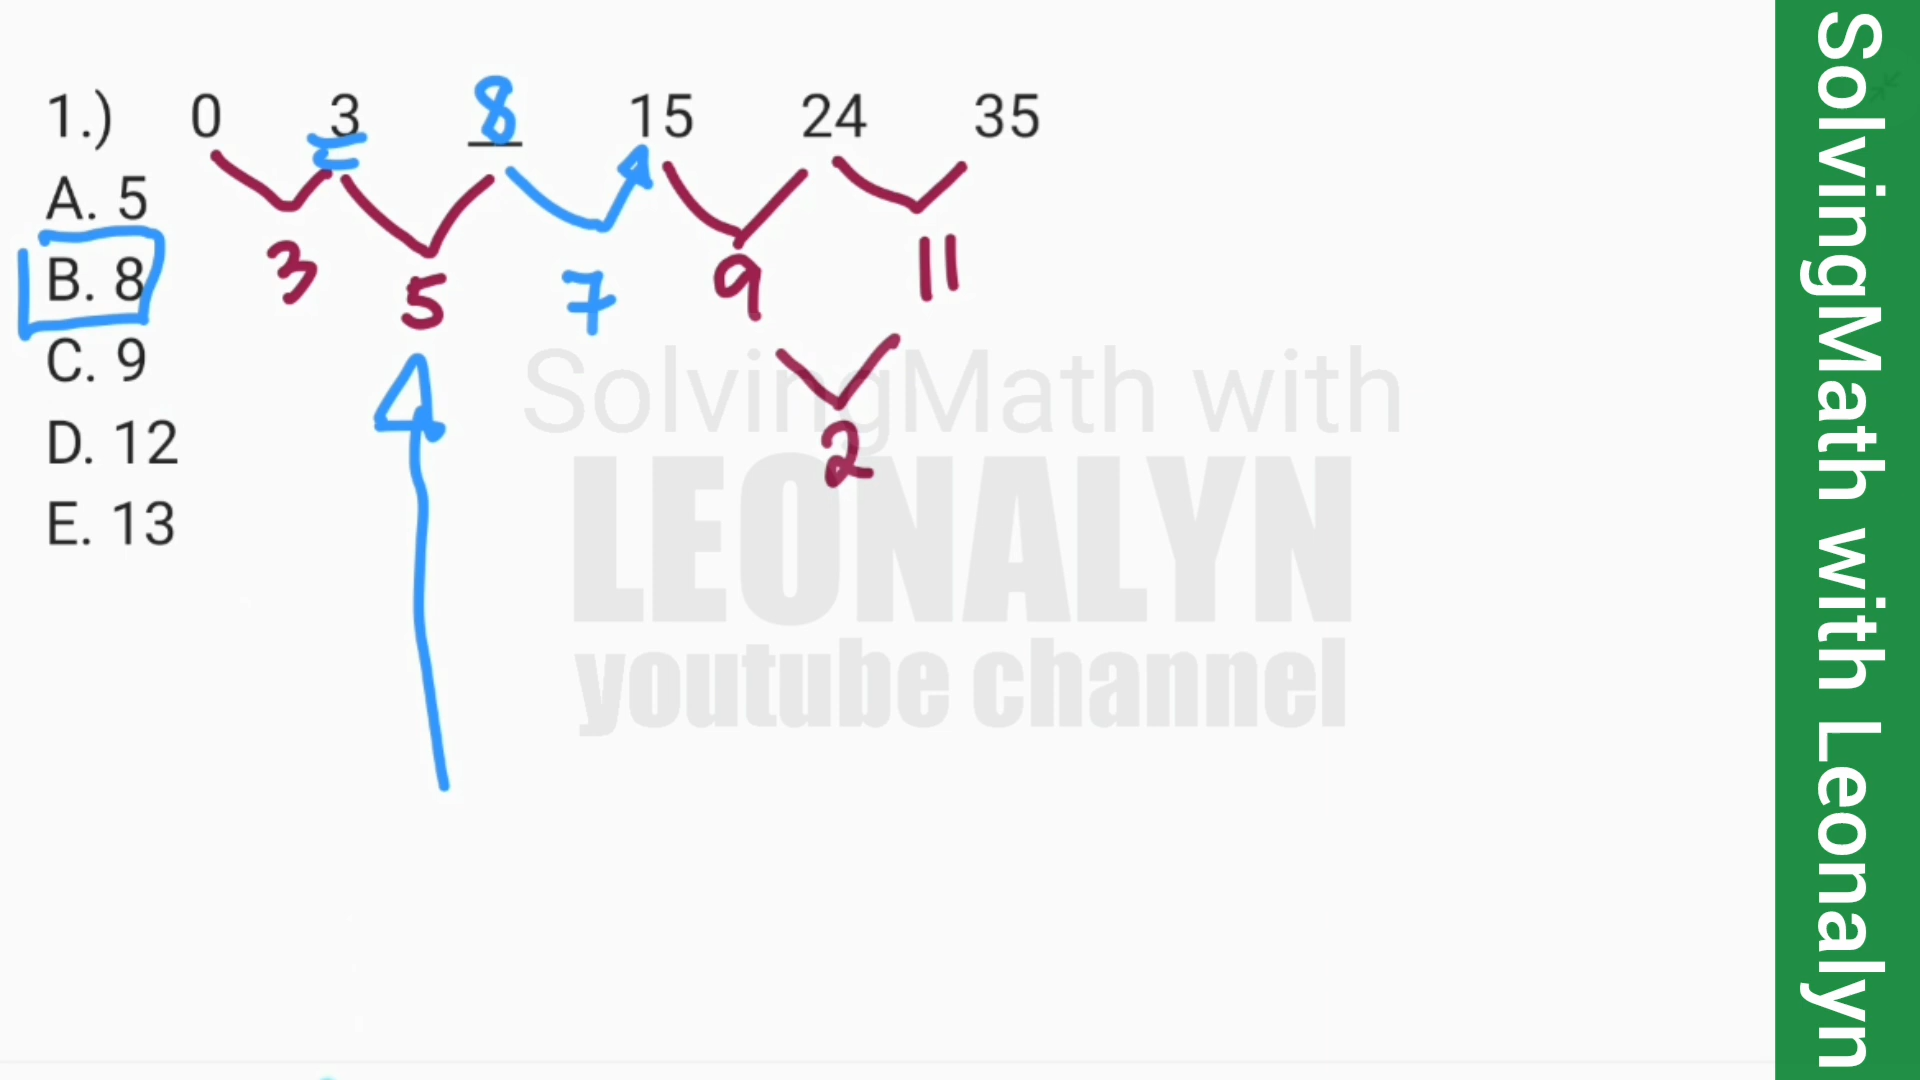 1.) 0 3 8 15 24 35
A. 5
B. 8
C. 9
D. 12
E. 13
3 5 7 9 11
2
SolvingMath with
LEONALYN
youtube channel
SolvingMath with Leonalyn